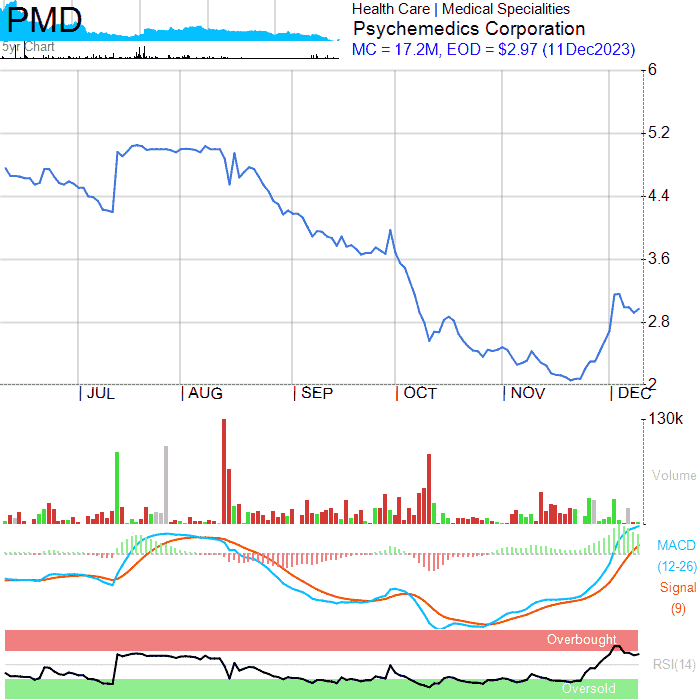 PMD
5yr Chart
Health Care | Medical Specialities
Psychemedics Corporation
MC = 17.2M, EOD = $2.97 (11Dec2023)
6
5.2
4.4
3.6
2.8
2
| JUL | AUG | SEP | OCT | NOV | DEC
130k
Volume
MACD
(12-26)
Signal
(9)
Overbought
RSI(14)
Oversold